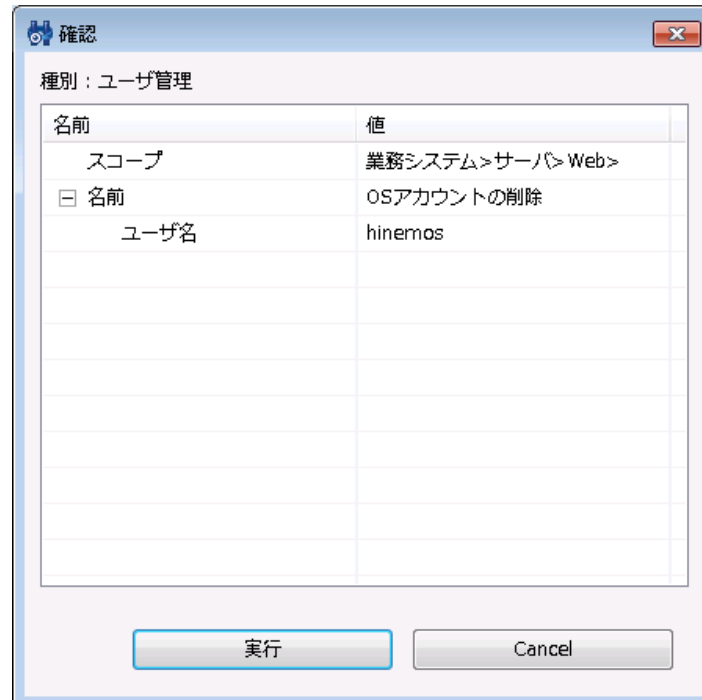 確認
種別：ユーザ管理
名前 値
スコープ 業務システム>サーバ>Web>
名前 OSアカウントの削除
ユーザ名 hinemos
実行 Cancel